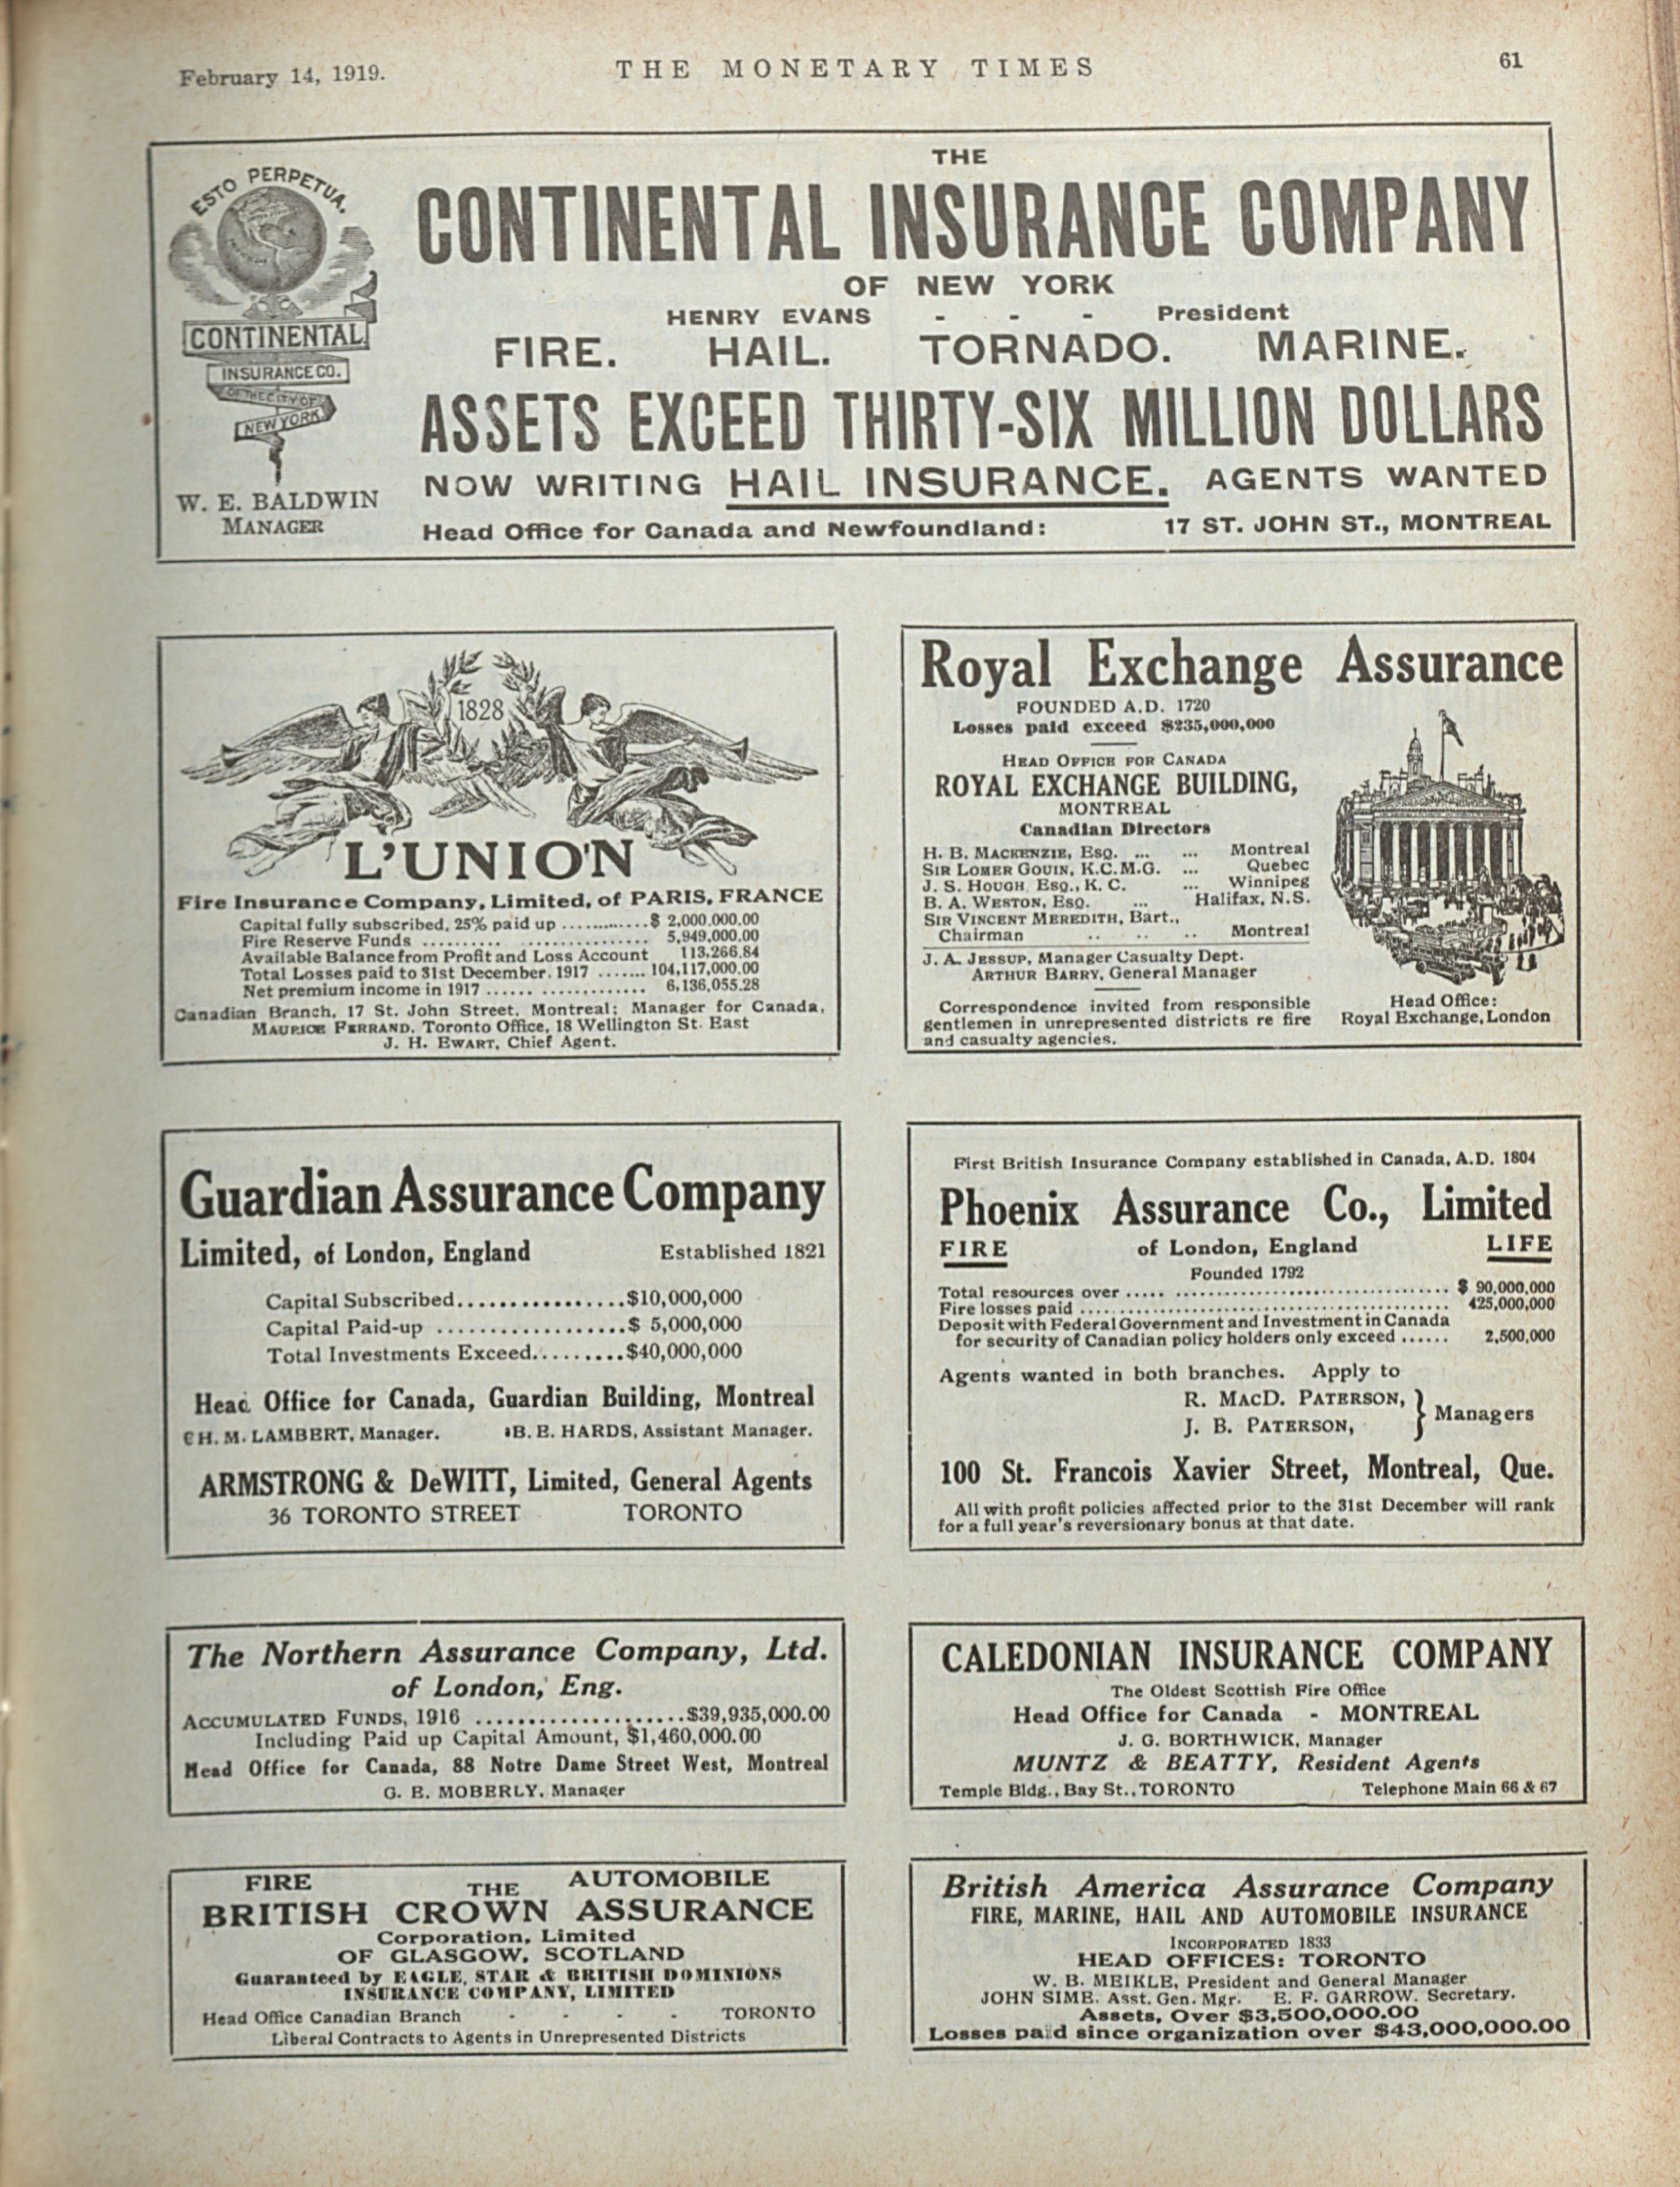 February 14, 1919.
THE MONETARY TIMES
61
ESTO PERPETUA.
CONTINENTAL
INSURANCE CO.
OF THE CITY OF
NEW YORK
W. E. BALDWIN
MANAGER
THE
CONTINENTAL INSURANCE COMPANY
OF NEW YORK
HENRY EVANS - - - President
FIRE. HAIL. TORNADO. MARINE.
ASSETS EXCEED THIRTY-SIX MILLION DOLLARS
NOW WRITING HAIL INSURANCE. AGENTS WANTED
Head Office for Canada and Newfoundland: 17 ST. JOHN ST., MONTREAL
1828
L'UNION
Fire Insurance Company, Limited, of PARIS, FRANCE
Capital fully subscribed, 25% paid up ............ $ 2,000,000.00
Fire Reserve Funds .......... ................ 5,949,000.00
Available Balance from Profit and Loss Account 113,266.84
Total Losses paid to 31st December, 1917 ....... 104,117,000.00
Net premium income in 1917 ...... ............. 6,136,055.28
Canadian Branch, 17 St. John Street, Montreal; Manager for Canada,
MAURICE FERRAND. Toronto Office, 18 Wellington St. East
J. H. EWART, Chief Agent.
Royal Exchange Assurance
FOUNDED A.D. 1720
Losses paid exceed $235,000,000
HEAD OFFICE FOR CANADA
ROYAL EXCHANGE BUILDING,
MONTREAL
Canadian Directors
H. B. MACKENZIE, ESQ. ... ... Montreal
SIR LOMER GOUIN, K.C.M.G. ... Quebec
J. S. HOUGH ESQ., K. C. ... Winnipeg
B. A. WESTON, ESQ. ... Halifax, N.S.
SIR VINCENT MEREDITH, Bart.,
Chairman .. .. .. Montreal
J. A. JESSUP, Manager Casualty Dept.
ARTHUR BARRY, General Manager
Correspondence invited from responsible
gentlemen in unrepresented districts re fire
and casualty agencies.
Head Office:
Royal Exchange, London
Guardian Assurance Company
Limited, of London, England Established 1821
Capital Subscribed................$10,000,000
Capital Paid-up ..................$ 5,000,000
Total Investments Exceed.........$40,000,000
Head Office for Canada, Guardian Building, Montreal
H. M. LAMBERT, Manager. B. E. HARDS, Assistant Manager.
ARMSTRONG & DeWITT, Limited, General Agents
36 TORONTO STREET TORONTO
First British Insurance Company established in Canada, A.D. 1804
Phoenix Assurance Co., Limited
FIRE of London, England LIFE
Founded 1792
Total resources over ..... .................................. $ 90,000,000
Fire losses paid .............................................. 425,000,000
Deposit with Federal Government and Investment in Canada
for security of Canadian policy holders only exceed ...... 2,500,000
Agents wanted in both branches. Apply to
R. MACD. PATERSON,
J. B. PATERSON, } Managers
100 St. Francois Xavier Street, Montreal, Que.
All with profit policies affected prior to the 31st December will rank
for a full year's reversionary bonus at that date.
The Northern Assurance Company, Ltd.
of London, Eng.
ACCUMULATED FUNDS, 1916 ....................$39,935,000.00
Including Paid up Capital Amount, $1,460,000.00
Head Office for Canada, 88 Notre Dame Street West, Montreal
G. E. MOBERLY, Manager
CALEDONIAN INSURANCE COMPANY
The Oldest Scottish Fire Office
Head Office for Canada - MONTREAL
J. G. BORTHWICK, Manager
MUNTZ & BEATTY, Resident Agents
Temple Bldg., Bay St., TORONTO Telephone Main 66 & 67
FIRE THE AUTOMOBILE
BRITISH CROWN ASSURANCE
Corporation, Limited
OF GLASGOW, SCOTLAND
Guaranteed by EAGLE, STAR & BRITISH DOMINIONS
INSURANCE COMPANY, LIMITED
Head Office Canadian Branch - - - - TORONTO
Liberal Contracts to Agents in Unrepresented Districts
British America Assurance Company
FIRE, MARINE, HAIL AND AUTOMOBILE INSURANCE
INCORPORATED 1833
HEAD OFFICES: TORONTO
W. B. MEIKLE, President and General Manager
JOHN SIME, Asst. Gen. Mgr. E. F. GARROW, Secretary.
Assets, Over $3,500,000.00
Losses paid since organization over $43,000,000.00